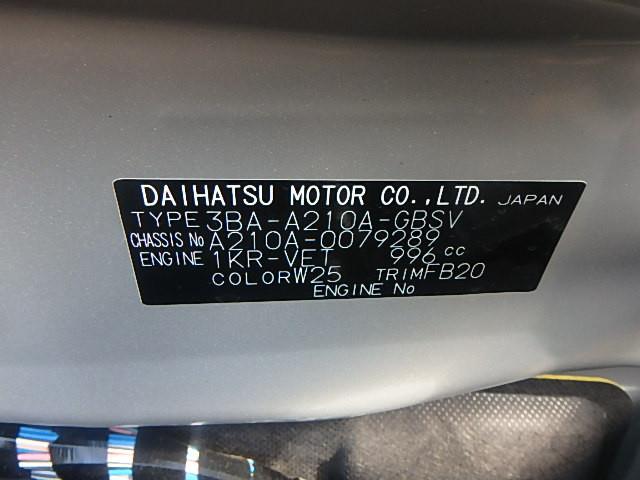 DAIHATSU MOTOR CO.,LTD. JAPAN
TYPE 3BA-A210A-GBSV
CHASSIS No A210A-0079289
ENGINE 1KR-VET 996 cc
COLOR W25 TRIM FB20
ENGINE No